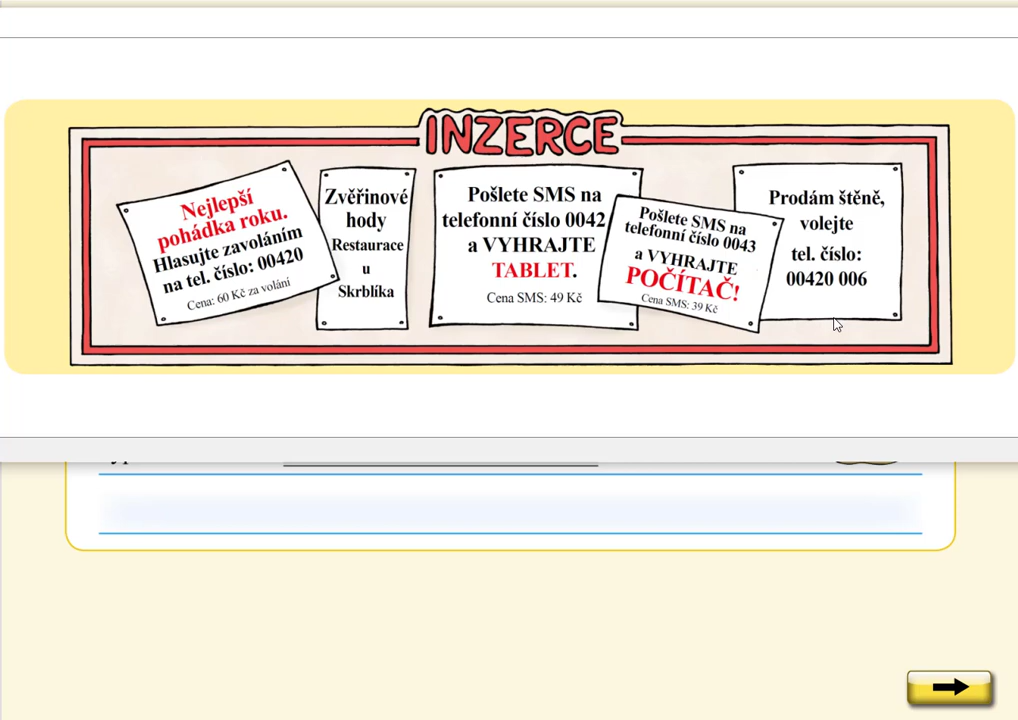 INZERCE
Nejlepší
pohádka roku.
Hlasujte zavoláním
na tel. číslo: 00420
Cena: 60 Kč za volání
Zvěřinové
hody
Restaurace
u
Skrblíka
Pošlete SMS na
telefonní číslo 0042
a VYHRAJTE
TABLET.
Cena SMS: 49 Kč
Pošlete SMS na
telefonní číslo 0043
a VYHRAJTE
POČÍTAČ!
Cena SMS: 39 Kč
Prodám štěně,
volejte
tel. číslo:
00420 006